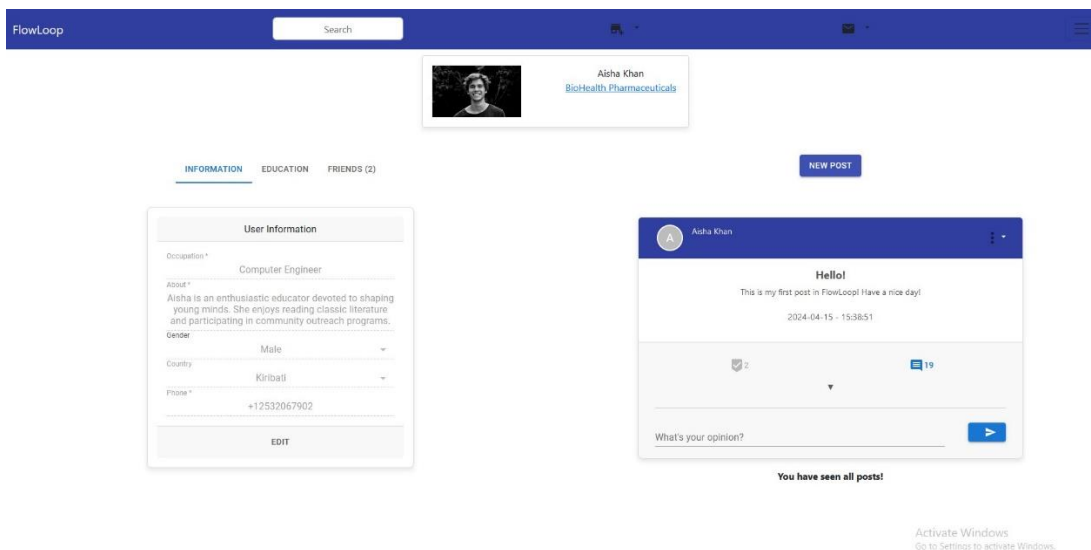 FlowLoop
Search
Aisha Khan
BioHealth Pharmaceuticals
INFORMATION EDUCATION FRIENDS (2)
NEW POST
User Information
Occupation *
Computer Engineer
About *
Aisha is an enthusiastic educator devoted to shaping
young minds. She enjoys reading classic literature
and participating in community outreach programs.
Gender
Male
Country
Kiribati
Phone *
+12532067902
EDIT
A
Aisha Khan
Hello!
This is my first post in FlowLoop! Have a nice day!
2024-04-15 - 15:38:51
2
19
What's your opinion?
You have seen all posts!
Activate Windows
Go to Settings to activate Windows.